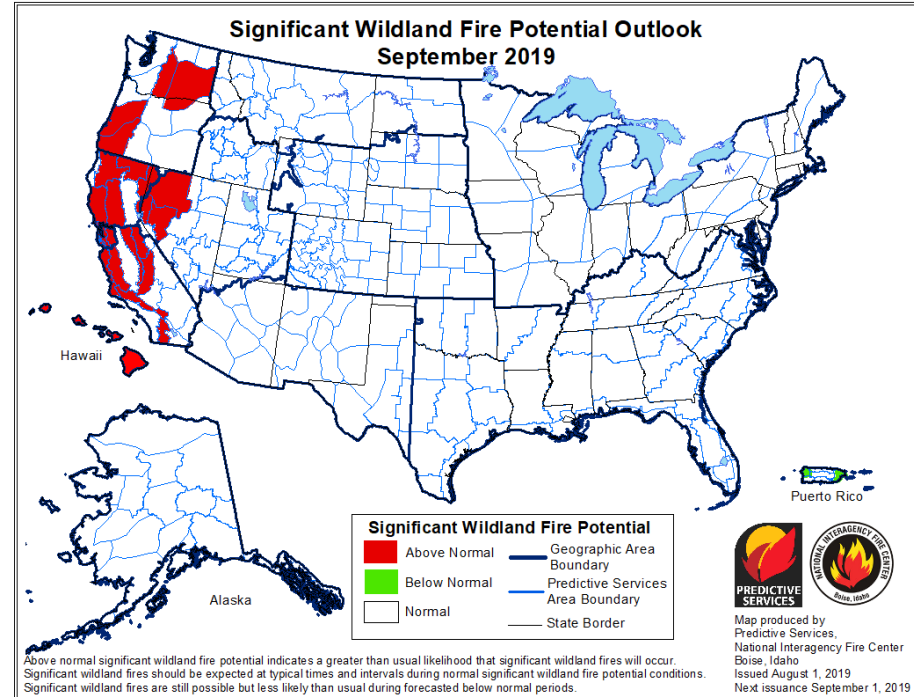 Significant Wildland Fire Potential Outlook
September 2019
Hawaii
Alaska
Puerto Rico
Significant Wildland Fire Potential
Above Normal
Below Normal
Normal
Geographic Area
Boundary
Predictive Services
Area Boundary
State Border
PREDICTIVE
SERVICES
NATIONAL INTERAGENCY FIRE CENTER
Boise, Idaho
Map produced by
Predictive Services,
National Interagency Fire Center
Boise, Idaho
Issued August 1, 2019
Next issuance September 1, 2019
Above normal significant wildland fire potential indicates a greater than usual likelihood that significant wildland fires will occur.
Significant wildland fires should be expected at typical times and intervals during normal significant wildland fire potential conditions.
Significant wildland fires are still possible but less likely than usual during forecasted below normal periods.